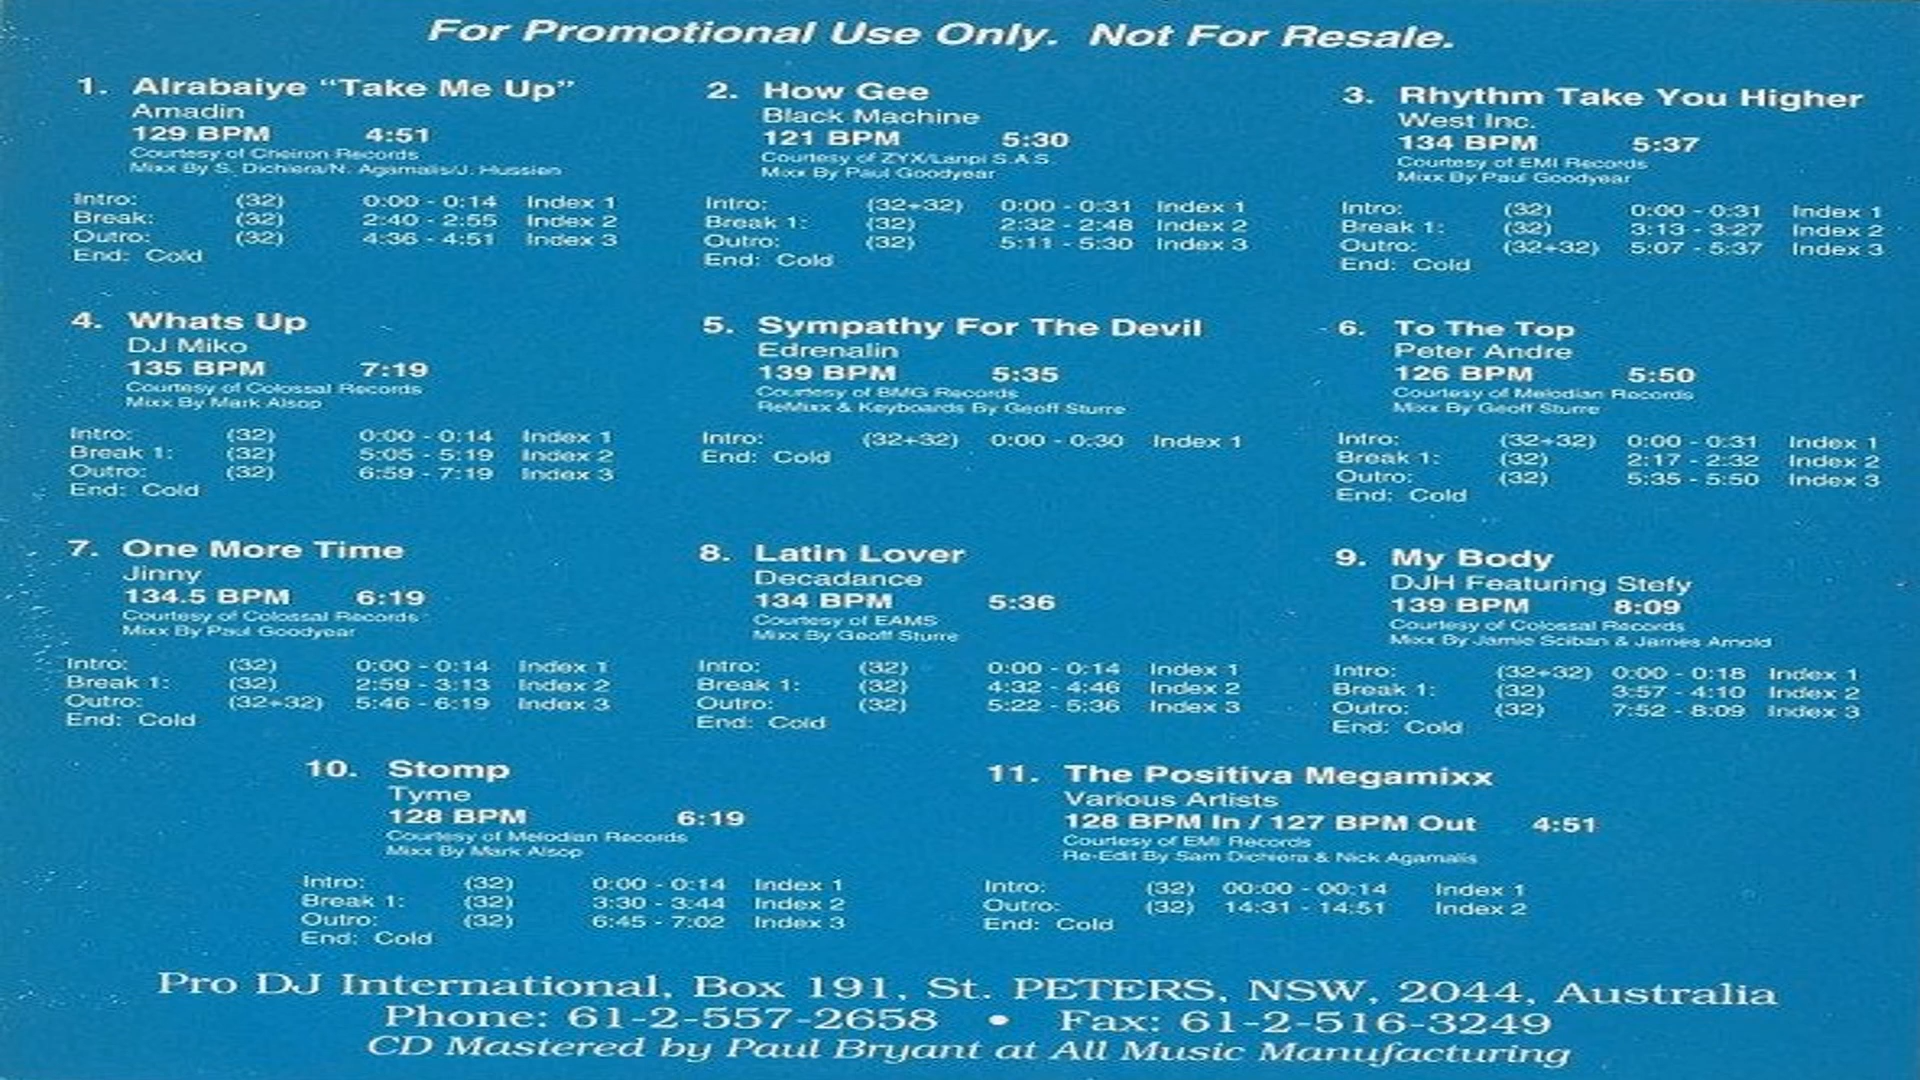 For Promotional Use Only. Not For Resale.
1. Alrabaiye "Take Me Up"
Amadin
129 BPM 4:51
Courtesy of Cheiron Records
Mixx By S. Dichiera/N. Agamalis/J. Hussien
Intro: (32) 0:00 - 0:14 Index 1
Break: (32) 2:40 - 2:55 Index 2
Outro: (32) 4:36 - 4:51 Index 3
End: Cold
2. How Gee
Black Machine
121 BPM 5:30
Courtesy of ZYX/Lanpi S.A.S.
Mixx By Paul Goodyear
Intro: (32+32) 0:00 - 0:31 Index 1
Break 1: (32) 2:32 - 2:48 Index 2
Outro: (32) 5:11 - 5:30 Index 3
End: Cold
3. Rhythm Take You Higher
West Inc.
134 BPM 5:37
Courtesy of EMI Records
Mixx By Paul Goodyear
Intro: (32) 0:00 - 0:31 Index 1
Break 1: (32) 3:13 - 3:27 Index 2
Outro: (32+32) 5:07 - 5:37 Index 3
End: Cold
4. Whats Up
DJ Miko
135 BPM 7:19
Courtesy of Colossal Records
Mixx By Mark Alsop
Intro: (32) 0:00 - 0:14 Index 1
Break 1: (32) 5:05 - 5:19 Index 2
Outro: (32) 6:59 - 7:19 Index 3
End: Cold
5. Sympathy For The Devil
Edrenalin
139 BPM 5:35
Courtesy of BMG Records
ReMixx & Keyboards By Geoff Sturre
Intro: (32+32) 0:00 - 0:30 Index 1
End: Cold
6. To The Top
Peter Andre
126 BPM 5:50
Courtesy of Melodian Records
Mixx By Geoff Sturre
Intro: (32+32) 0:00 - 0:31 Index 1
Break 1: (32) 2:17 - 2:32 Index 2
Outro: (32) 5:35 - 5:50 Index 3
End: Cold
7. One More Time
Jinny
134.5 BPM 6:19
Courtesy of Colossal Records
Mixx By Paul Goodyear
Intro: (32) 0:00 - 0:14 Index 1
Break 1: (32) 2:59 - 3:13 Index 2
Outro: (32+32) 5:46 - 6:19 Index 3
End: Cold
8. Latin Lover
Decadance
134 BPM 5:36
Courtesy of EAMS
Mixx By Geoff Sturre
Intro: (32) 0:00 - 0:14 Index 1
Break 1: (32) 4:32 - 4:46 Index 2
Outro: (32) 5:22 - 5:36 Index 3
End: Cold
9. My Body
DJH Featuring Stefy
139 BPM 8:09
Courtesy of Colossal Records
Mixx By Jamie Sciban & James Arnold
Intro: (32+32) 0:00 - 0:18 Index 1
Break 1: (32) 3:57 - 4:10 Index 2
Outro: (32) 7:52 - 8:09 Index 3
End: Cold
10. Stomp
Tyme
128 BPM 6:19
Courtesy of Melodian Records
Mixx By Mark Alsop
Intro: (32) 0:00 - 0:14 Index 1
Break 1: (32) 3:30 - 3:44 Index 2
Outro: (32) 6:45 - 7:02 Index 3
End: Cold
11. The Positiva Megamixx
Various Artists
128 BPM In / 127 BPM Out 4:51
Courtesy of EMI Records
Re-Edit By Sam Dichiera & Nick Agamalis
Intro: (32) 00:00 - 00:14 Index 1
Outro: (32) 14:31 - 14:51 Index 2
End: Cold
Pro DJ International, Box 191, St. PETERS, NSW, 2044, Australia
Phone: 61-2-557-2658 • Fax: 61-2-516-3249
CD Mastered by Paul Bryant at All Music Manufacturing